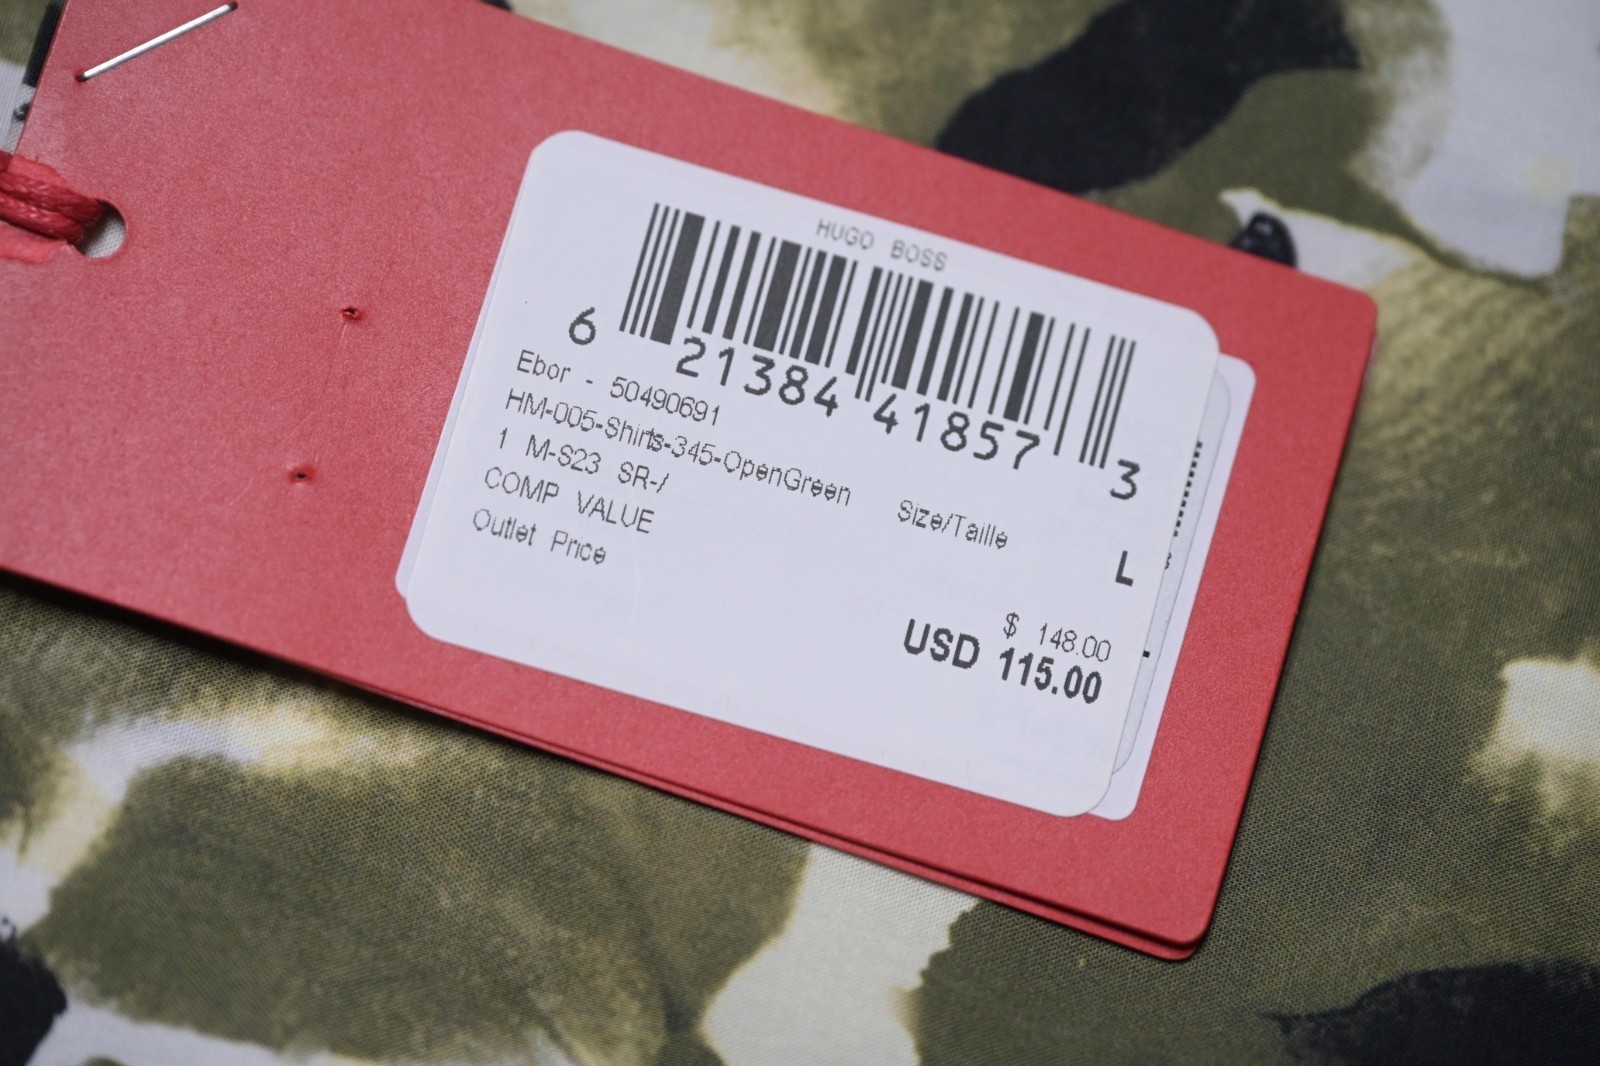 HUGO BOSS
6 21384 41857 3
Ebor - 50490691
HM-005-Shirts-345-OpenGreen
1 M-S23 SR-/
Size/Taille
L
COMP VALUE
$ 148.00
Outlet Price
USD 115.00